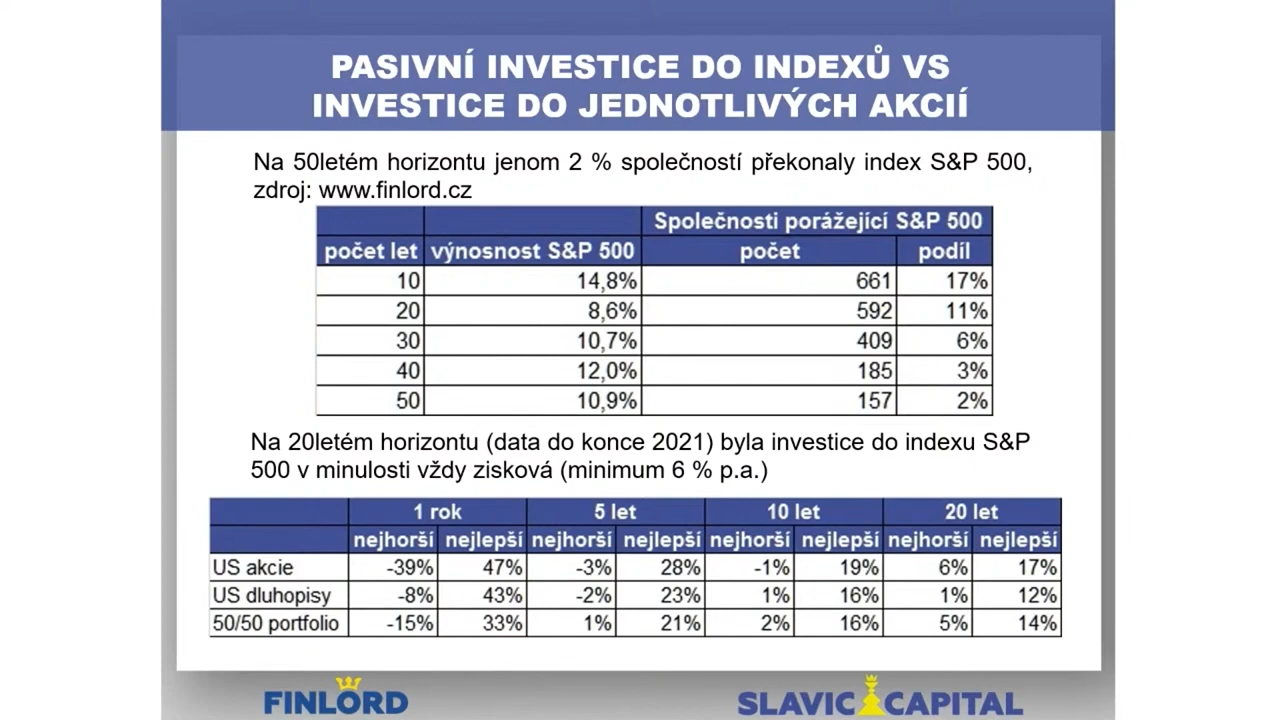 PASIVNÍ INVESTICE DO INDEXŮ VS
INVESTICE DO JEDNOTLIVÝCH AKCIÍ
Na 50letém horizontu jenom 2 % společností překonaly index S&P 500,
zdroj: www.finlord.cz
Společnosti porážející S&P 500
počet let výnosnost S&P 500 počet podíl
10 14,8% 661 17%
20 8,6% 592 11%
30 10,7% 409 6%
40 12,0% 185 3%
50 10,9% 157 2%
Na 20letém horizontu (data do konce 2021) byla investice do indexu S&P
500 v minulosti vždy zisková (minimum 6 % p.a.)
1 rok 5 let 10 let 20 let
nejhorší nejlepší nejhorší nejlepší nejhorší nejlepší nejhorší nejlepší
US akcie -39% 47% -3% 28% -1% 19% 6% 17%
US dluhopisy -8% 43% -2% 23% 1% 16% 1% 12%
50/50 portfolio -15% 33% 1% 21% 2% 16% 5% 14%
FINLORD SLAVIC CAPITAL